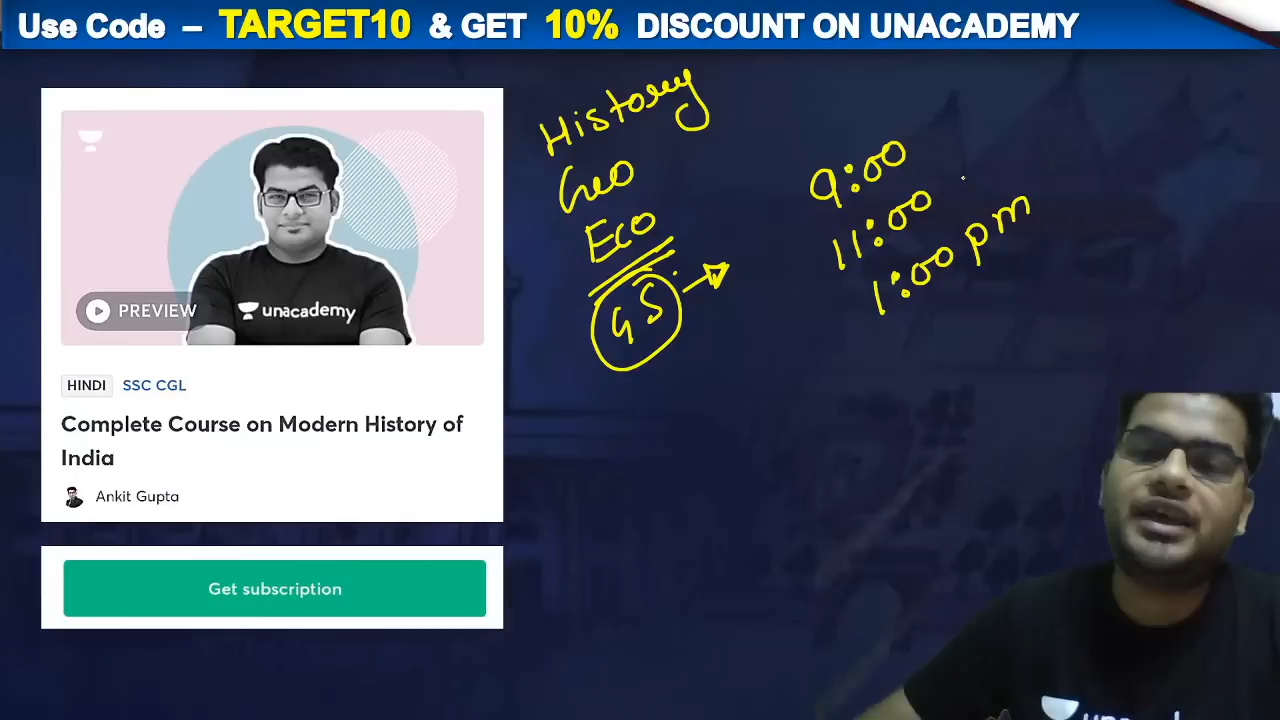 Use Code – TARGET10 & GET 10% DISCOUNT ON UNACADEMY
History
Geo
Eco
GS
9:00
11:00
1:00 pm
PREVIEW
unacademy
HINDI SSC CGL
Complete Course on Modern History of
India
Ankit Gupta
Get subscription